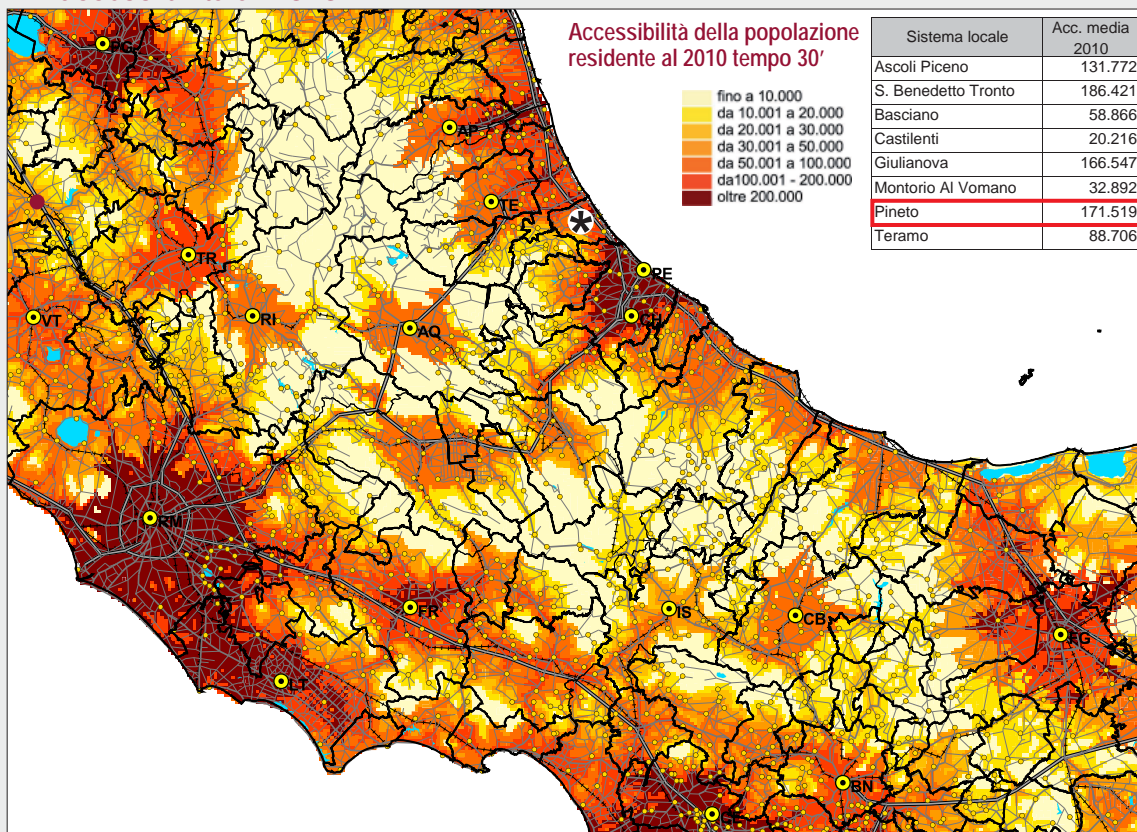 Accessibilità della popolazione
residente al 2010 tempo 30'
fino a 10.000
da 10.001 a 20.000
da 20.001 a 30.000
da 30.001 a 50.000
da 50.001 a 100.000
da100.001 - 200.000
oltre 200.000
Sistema locale Acc. media 2010
Ascoli Piceno 131.772
S. Benedetto Tronto 186.421
Basciano 58.866
Castilenti 20.216
Giulianova 166.547
Montorio Al Vomano 32.892
Pineto 171.519
Teramo 88.706
PG
AP
TE
*
TR
PE
VT
RI
AQ
CH
RM
FR
IS
CB
FG
LT
BN
CE